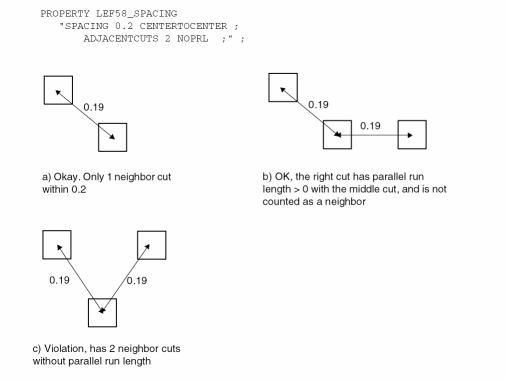 PROPERTY LEF58_SPACING
"SPACING 0.2 CENTERTOCENTER ;
ADJACENTCUTS 2 NOPRL ;" ;
0.19
a) Okay. Only 1 neighbor cut
within 0.2
0.19
0.19
b) OK, the right cut has parallel run
length > 0 with the middle cut, and is not
counted as a neighbor
0.19
0.19
c) Violation, has 2 neighbor cuts
without parallel run length